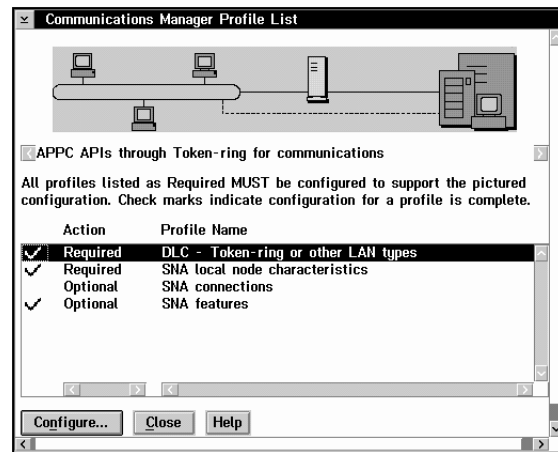 Communications Manager Profile List
APPC APIs through Token-ring for communications
All profiles listed as Required MUST be configured to support the pictured
configuration. Check marks indicate configuration for a profile is complete.
Action Profile Name
Required DLC - Token-ring or other LAN types
Required SNA local node characteristics
Optional SNA connections
Optional SNA features
Configure... Close Help